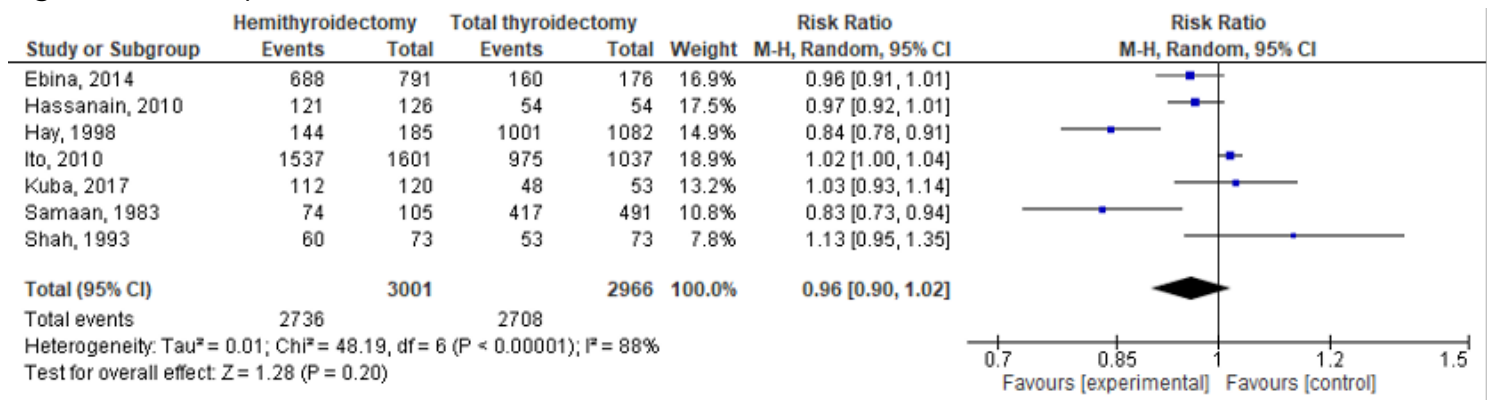 Hemithyroidectomy Total thyroidectomy Risk Ratio Risk Ratio
Study or Subgroup Events Total Events Total Weight M-H, Random, 95% CI M-H, Random, 95% CI
Ebina, 2014 688 791 160 176 16.9% 0.96 [0.91, 1.01]
Hassanain, 2010 121 126 54 54 17.5% 0.97 [0.92, 1.01]
Hay, 1998 144 185 1001 1082 14.9% 0.84 [0.78, 0.91]
Ito, 2010 1537 1601 975 1037 18.9% 1.02 [1.00, 1.04]
Kuba, 2017 112 120 48 53 13.2% 1.03 [0.93, 1.14]
Samaan, 1983 74 105 417 491 10.8% 0.83 [0.73, 0.94]
Shah, 1993 60 73 53 73 7.8% 1.13 [0.95, 1.35]
Total (95% CI) 3001 2966 100.0% 0.96 [0.90, 1.02]
Total events 2736 2708
Heterogeneity: Tau² = 0.01; Chi² = 48.19, df = 6 (P < 0.00001); I² = 88%
Test for overall effect: Z = 1.28 (P = 0.20)
0.7 0.85 1 1.2 1.5
Favours [experimental] Favours [control]